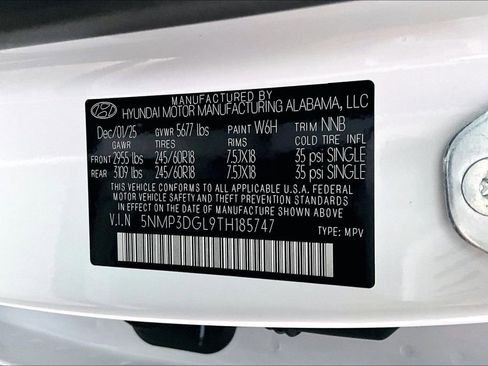 MANUFACTURED BY
HYUNDAI MOTOR MANUFACTURING ALABAMA, LLC
Dec/01/25 GVWR 5677 lbs PAINT W6H TRIM NNB
GAWR TIRES RIMS COLD TIRE INFL.
FRONT 2955 lbs 245/60R18 7.5JX18 35 psi SINGLE
REAR 3109 lbs 245/60R18 7.5JX18 35 psi SINGLE
THIS VEHICLE CONFORMS TO ALL APPLICABLE U.S.A. FEDERAL
MOTOR VEHICLE SAFETY AND THEFT PREVENTION STANDARDS IN
EFFECT ON THE DATE OF MANUFACTURE SHOWN ABOVE.
V.I.N 5NMP3DGL9TH185747
TYPE: MPV